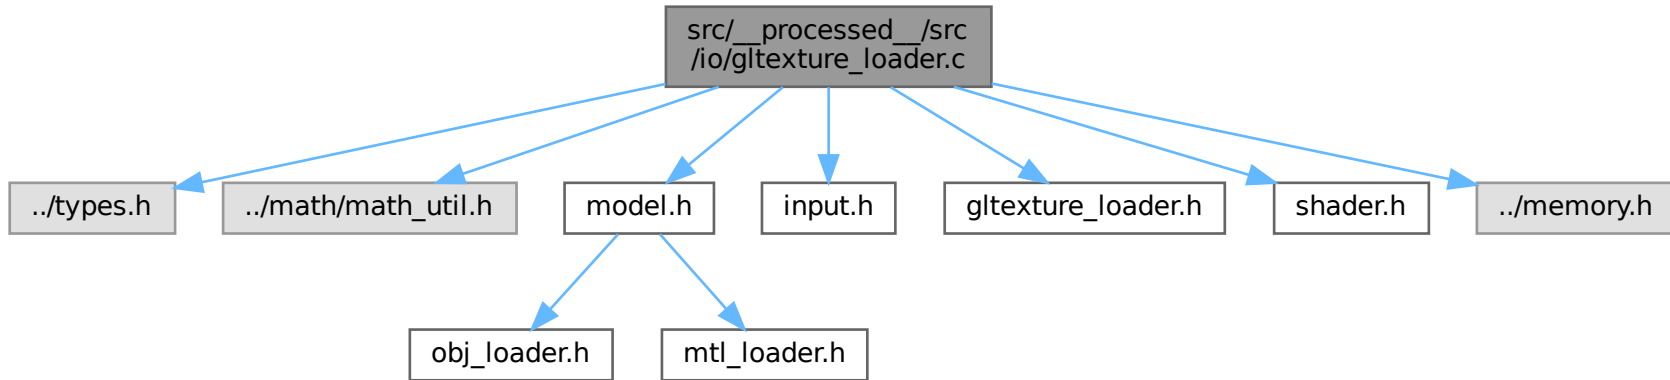 src/__processed__/src
/io/gltexture_loader.c
../types.h
../math/math_util.h
model.h
input.h
gltexture_loader.h
shader.h
../memory.h
obj_loader.h
mtl_loader.h